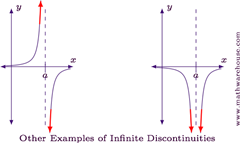 y
y
x
x
a
a
Other Examples of Infinite Discontinuities
www.mathwarehouse.com